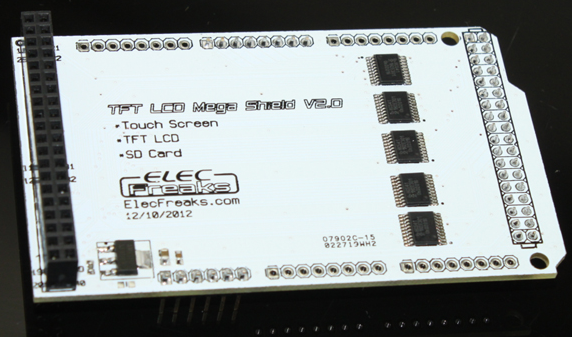 TFT LCD Mega Shield V2.0
•Touch Screen
•TFT LCD
•SD Card
ELEC
Freaks
ElecFreaks.com
12/10/2012
07902C-15
022719WH2